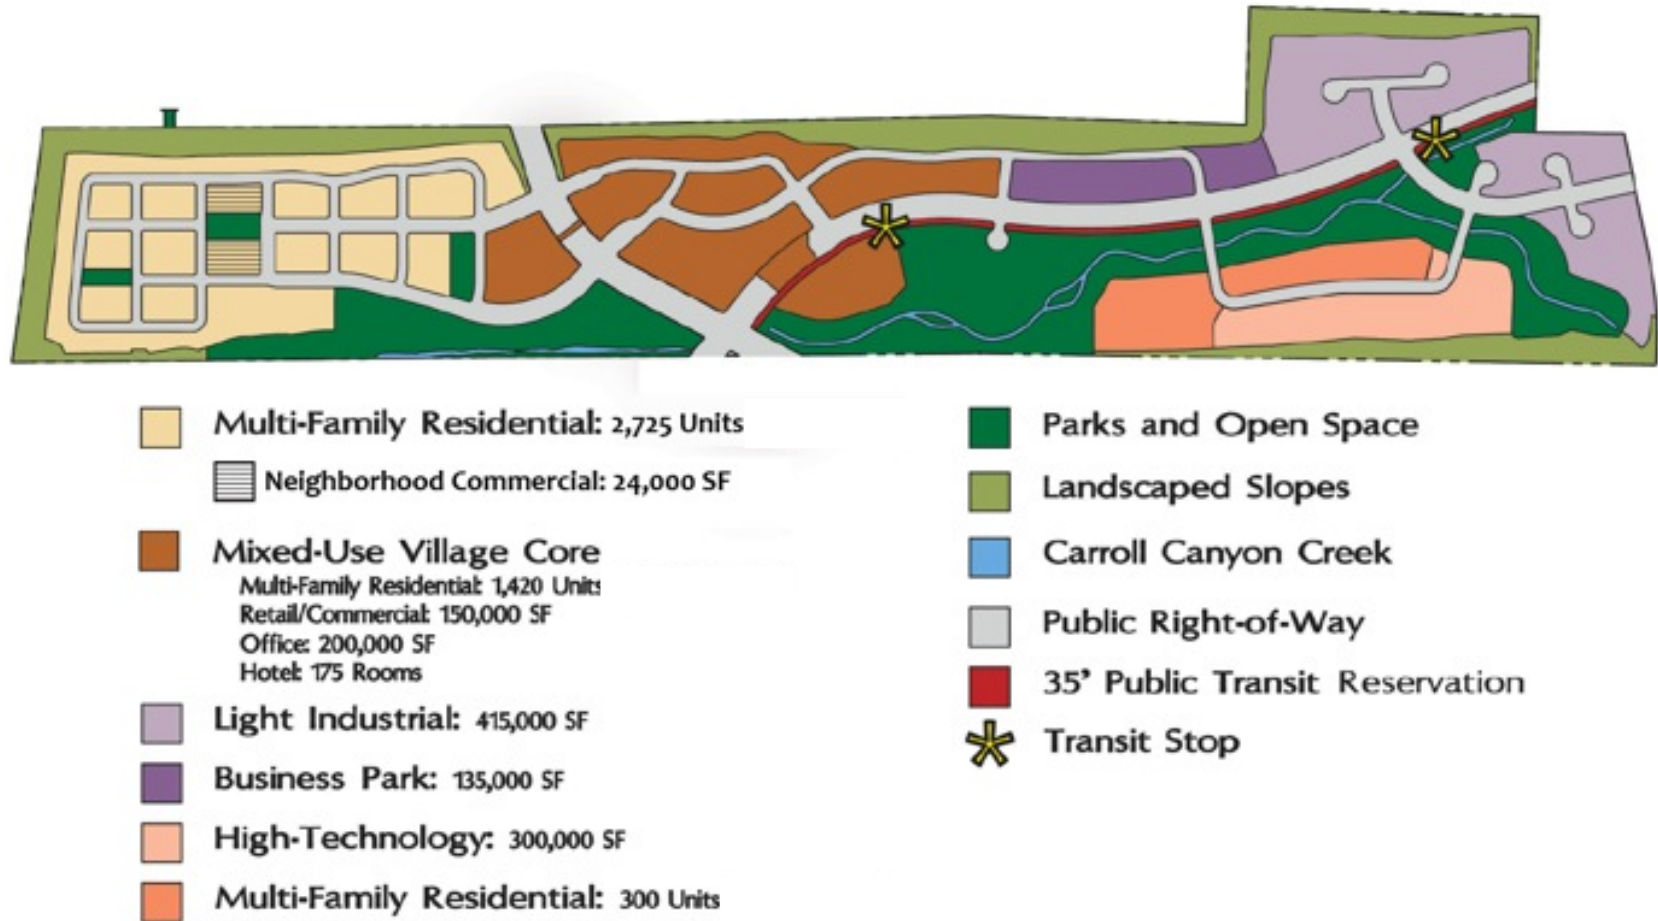 Multi-Family Residential: 2,725 Units
Neighborhood Commercial: 24,000 SF
Mixed-Use Village Core
Multi-Family Residential: 1,420 Units
Retail/Commercial: 150,000 SF
Office: 200,000 SF
Hotel: 175 Rooms
Light Industrial: 415,000 SF
Business Park: 135,000 SF
High-Technology: 300,000 SF
Multi-Family Residential: 300 Units
Parks and Open Space
Landscaped Slopes
Carroll Canyon Creek
Public Right-of-Way
35' Public Transit Reservation
Transit Stop